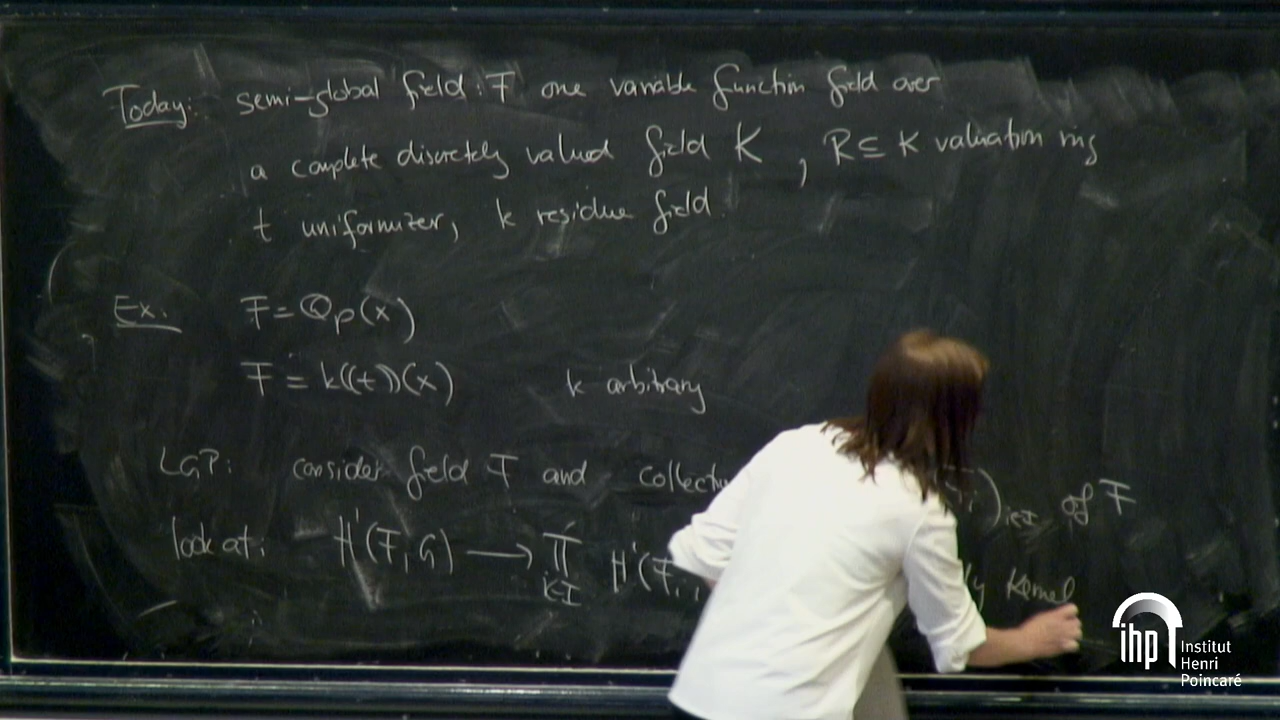 Today: semi-global field: F one variable function field over
a complete discretely valued field K, R ⊆ K valuation ring
t uniformizer, k residue field
Ex. F = Qp(x)
F = k((t))(x) k arbitrary
LGP: consider field F and )i∈I of F
look at: H¹(F, G) → ∏ H¹(Fi, kernel
i∈I
ihp Institut
Henri
Poincaré